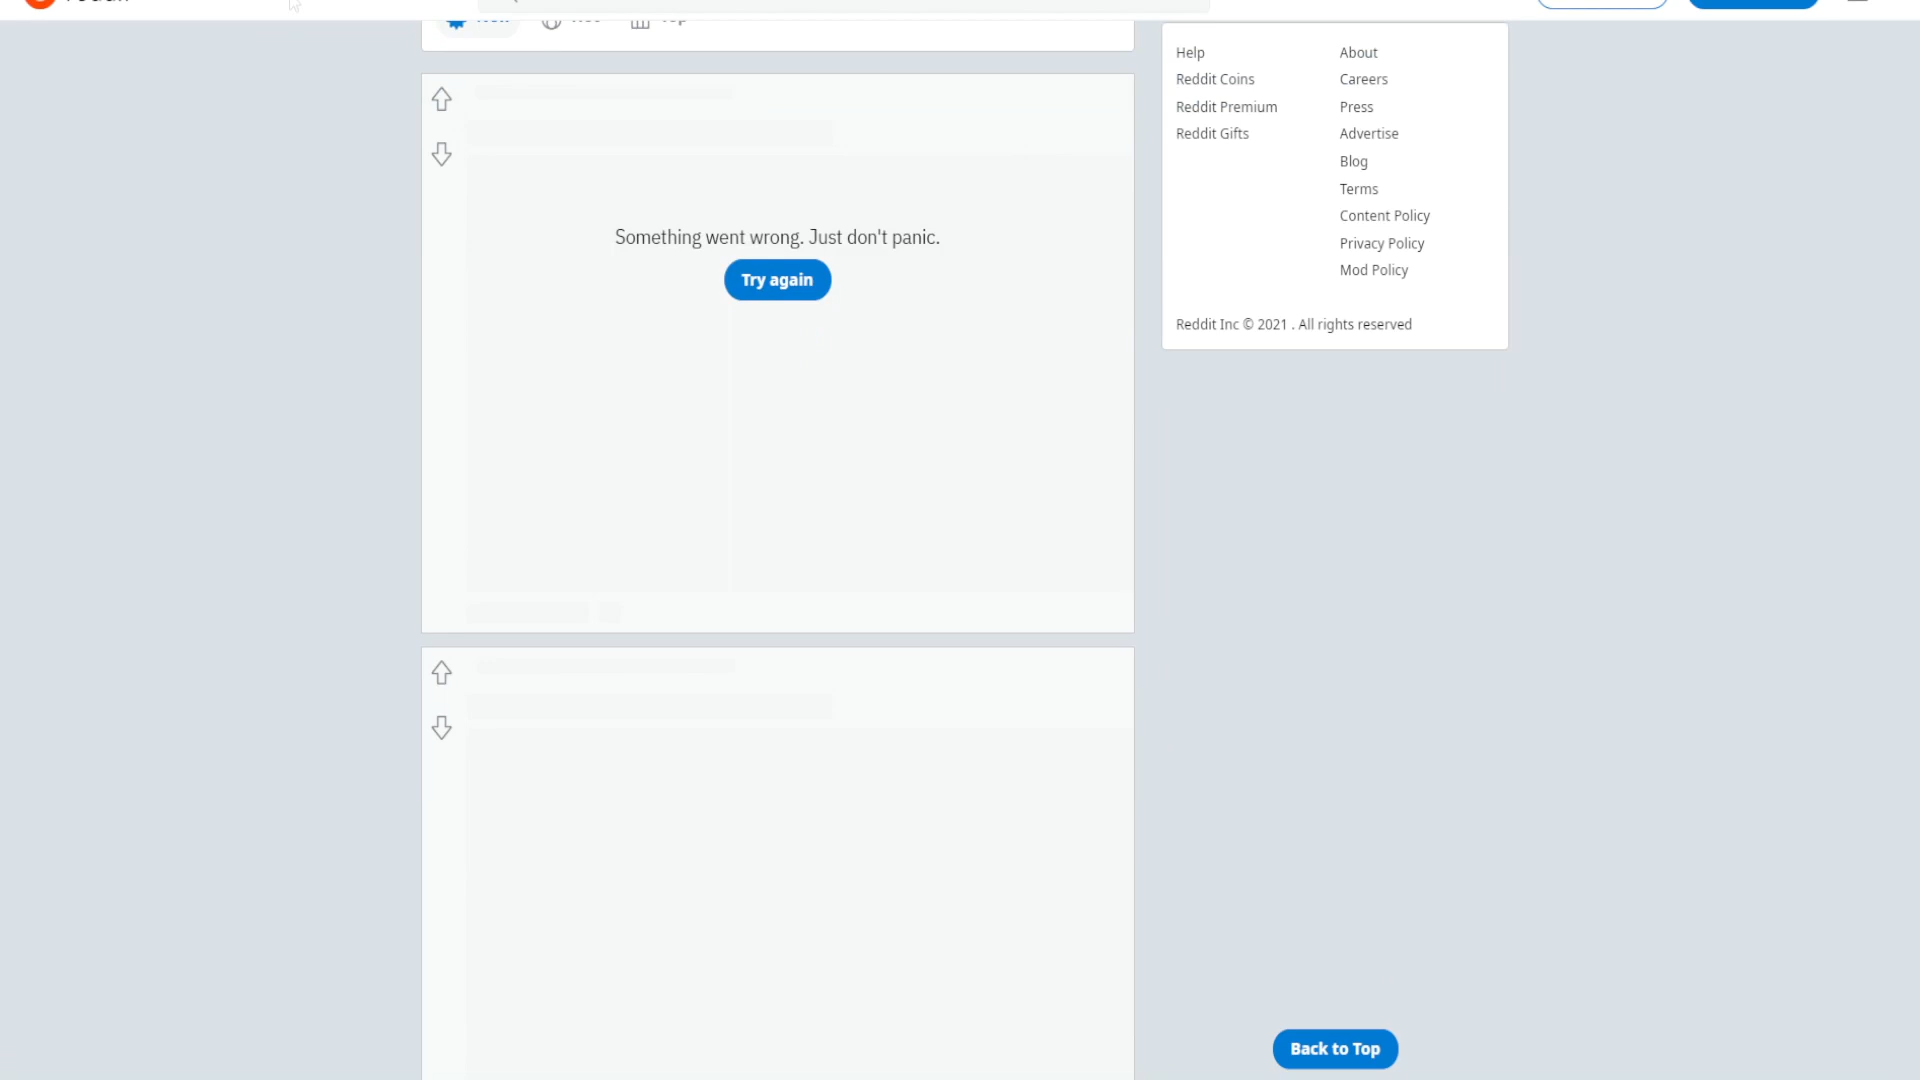 Help
Reddit Coins
Reddit Premium
Reddit Gifts
About
Careers
Press
Advertise
Blog
Terms
Content Policy
Privacy Policy
Mod Policy
Reddit Inc © 2021 . All rights reserved
Something went wrong. Just don't panic.
Try again
Back to Top